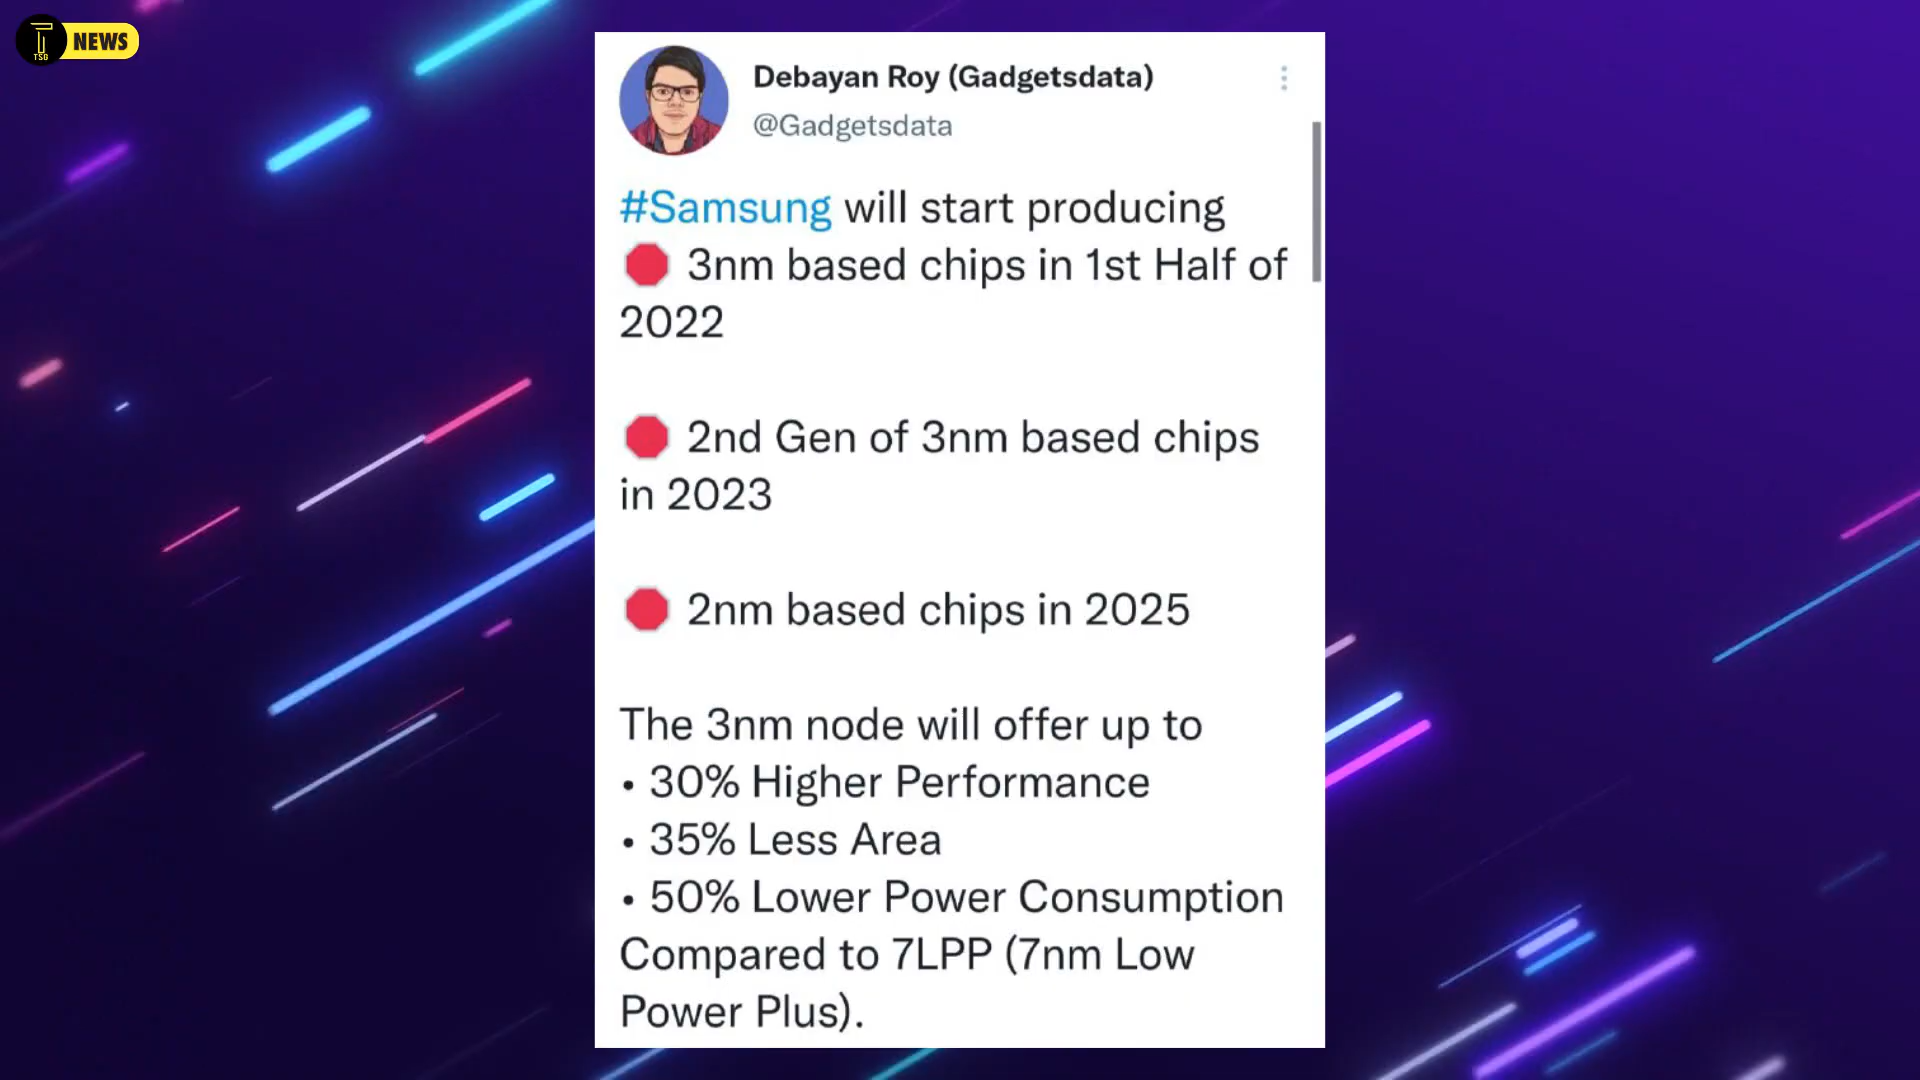 TSG NEWS
Debayan Roy (Gadgetsdata)
@Gadgetsdata
#Samsung will start producing
🛑 3nm based chips in 1st Half of
2022
🛑 2nd Gen of 3nm based chips
in 2023
🛑 2nm based chips in 2025
The 3nm node will offer up to
• 30% Higher Performance
• 35% Less Area
• 50% Lower Power Consumption
Compared to 7LPP (7nm Low
Power Plus).